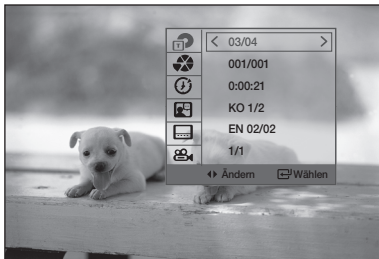 T < 03/04 >
001/001
0:00:21
KO 1/2
EN 02/02
1/1
Ändern Wählen